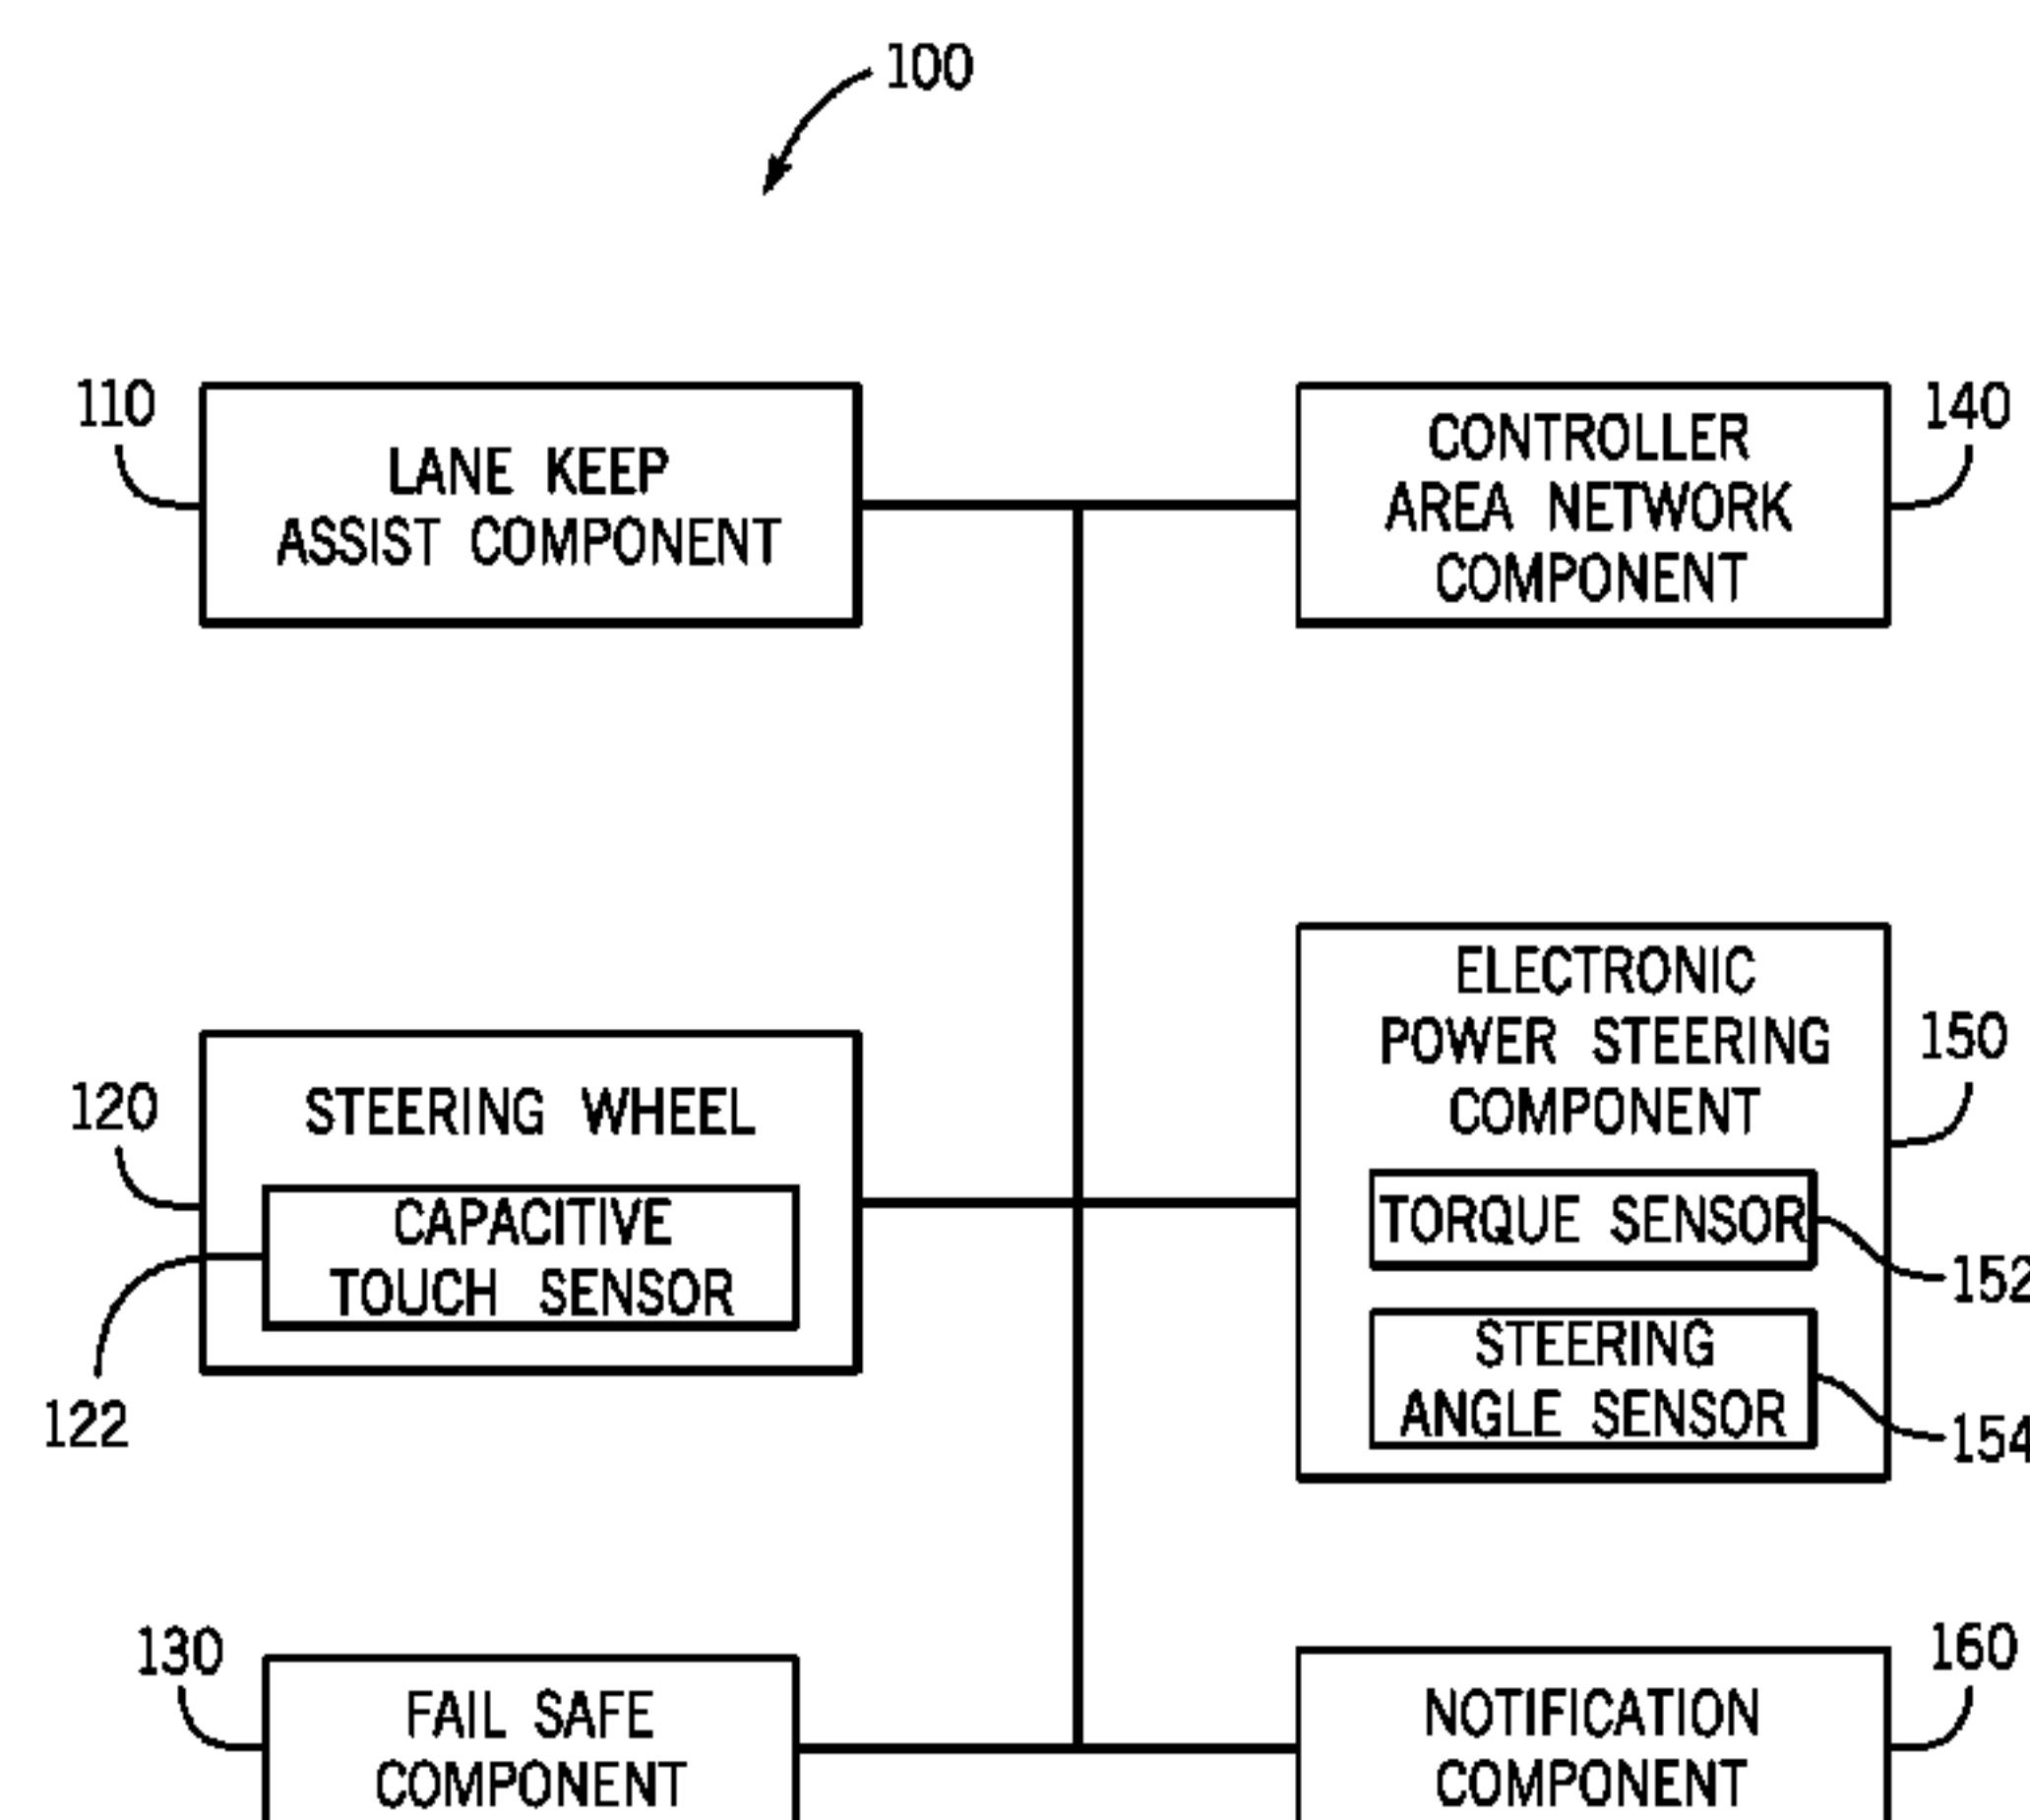 100
110
LANE KEEP
ASSIST COMPONENT
CONTROLLER
AREA NETWORK
COMPONENT
140
120
STEERING WHEEL
CAPACITIVE
TOUCH SENSOR
122
ELECTRONIC
POWER STEERING
COMPONENT
150
TORQUE SENSOR
152
STEERING
ANGLE SENSOR
154
130
FAIL SAFE
COMPONENT
NOTIFICATION
COMPONENT
160